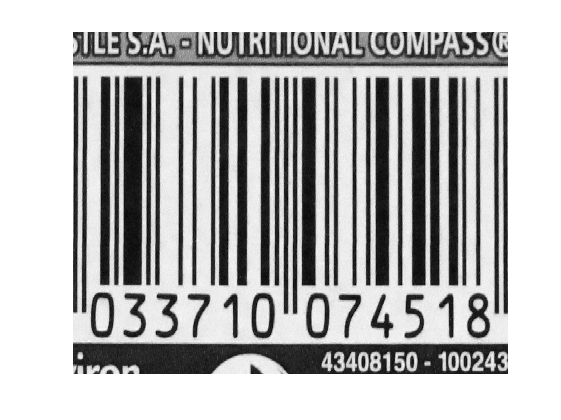 STLE S.A. - NUTRITIONAL COMPASS®
033710 074518
43408150 - 100243